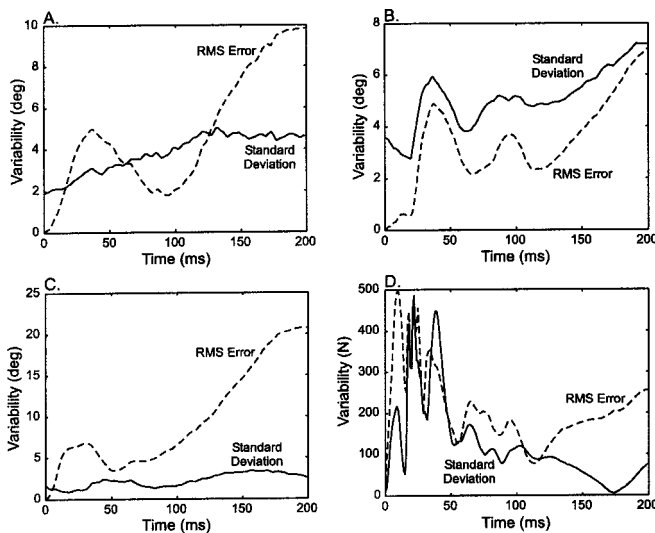 A.
10
8
6
4
2
0
Variability (deg)
RMS Error
Standard
Deviation
0
50
100
150
200
Time (ms)
B.
8
6
4
2
0
Variability (deg)
Standard
Deviation
RMS Error
0
50
100
150
200
Time (ms)
C.
25
20
15
10
5
0
Variability (deg)
RMS Error
Standard
Deviation
0
50
100
150
200
Time (ms)
D.
500
400
300
200
100
0
Variability (N)
RMS Error
Standard
Deviation
0
50
100
150
200
Time (ms)